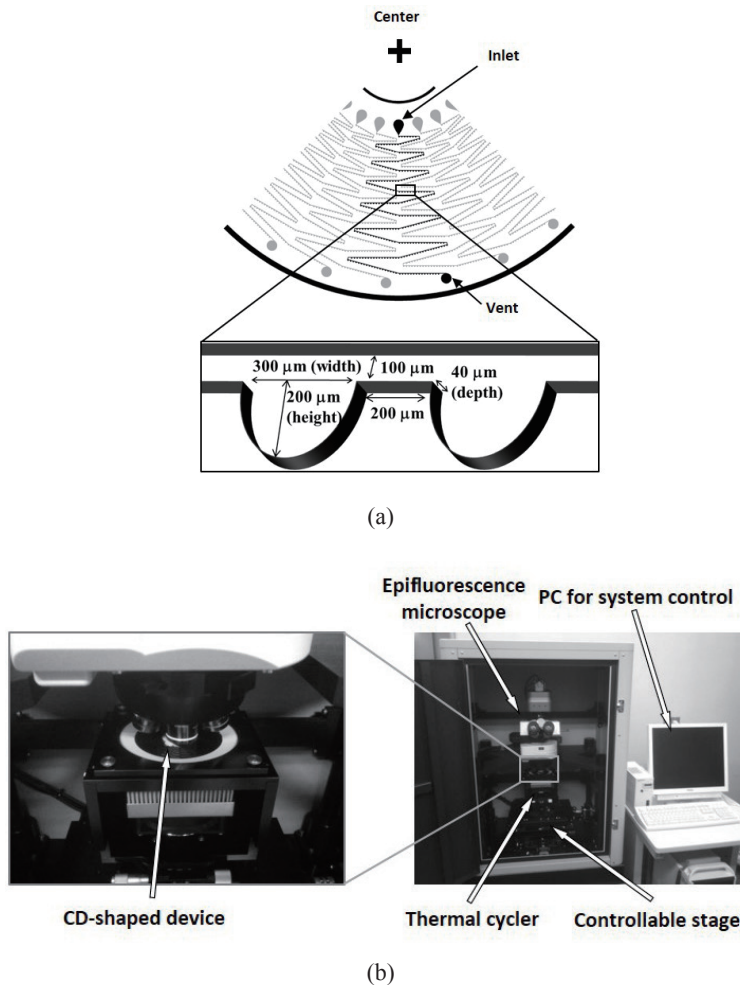 Center
Inlet
Vent
300 μm (width)
100 μm
40 μm
(depth)
200 μm
(height)
200 μm
(a)
Epifluorescence
microscope
PC for system control
CD-shaped device
Thermal cycler
Controllable stage
(b)